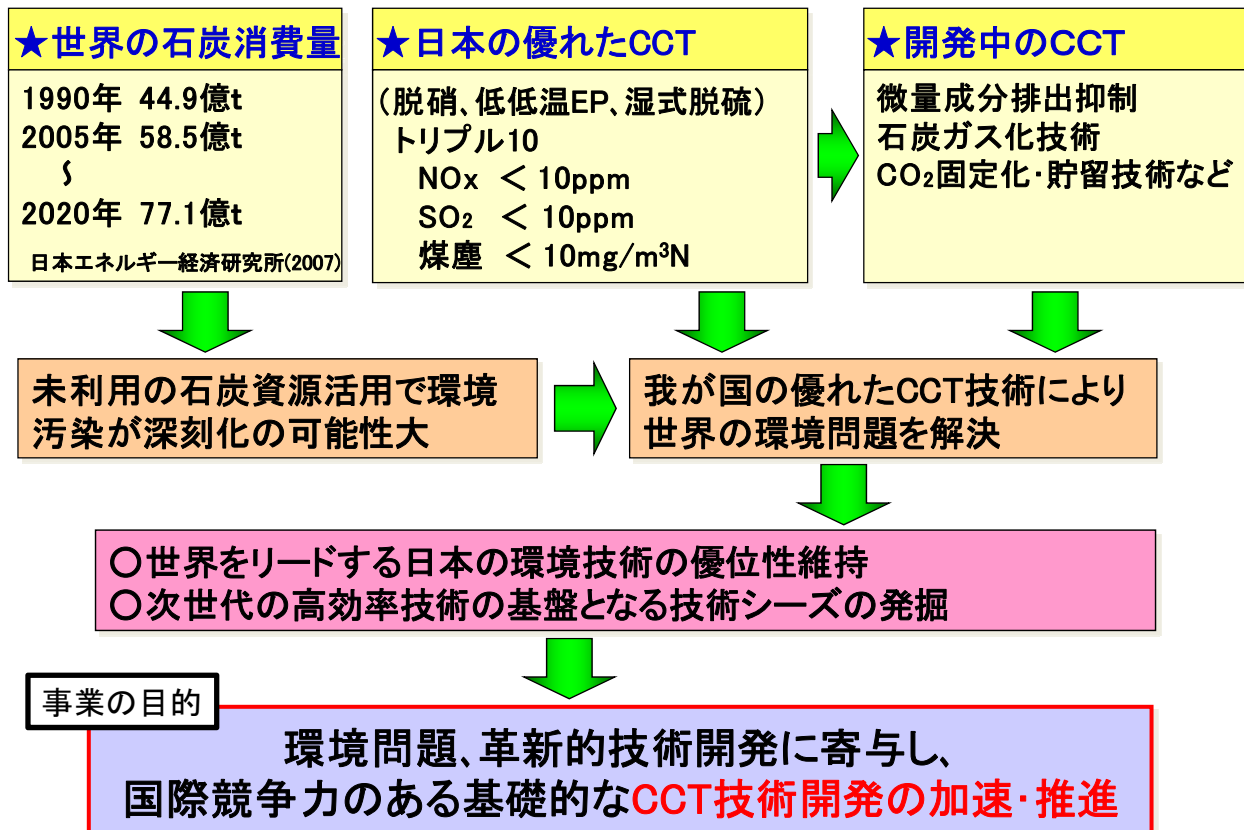 ★世界の石炭消費量
1990年 44.9億t
2005年 58.5億t
〜
2020年 77.1億t
日本エネルギー経済研究所(2007)
★日本の優れたCCT
(脱硝、低低温EP、湿式脱硫)
トリプル10
NOx < 10ppm
SO₂ < 10ppm
煤塵 < 10mg/m³N
★開発中のCCT
微量成分排出抑制
石炭ガス化技術
CO₂固定化・貯留技術など
未利用の石炭資源活用で環境
汚染が深刻化の可能性大
我が国の優れたCCT技術により
世界の環境問題を解決
○世界をリードする日本の環境技術の優位性維持
○次世代の高効率技術の基盤となる技術シーズの発掘
事業の目的
環境問題、革新的技術開発に寄与し、
国際競争力のある基礎的なCCT技術開発の加速・推進